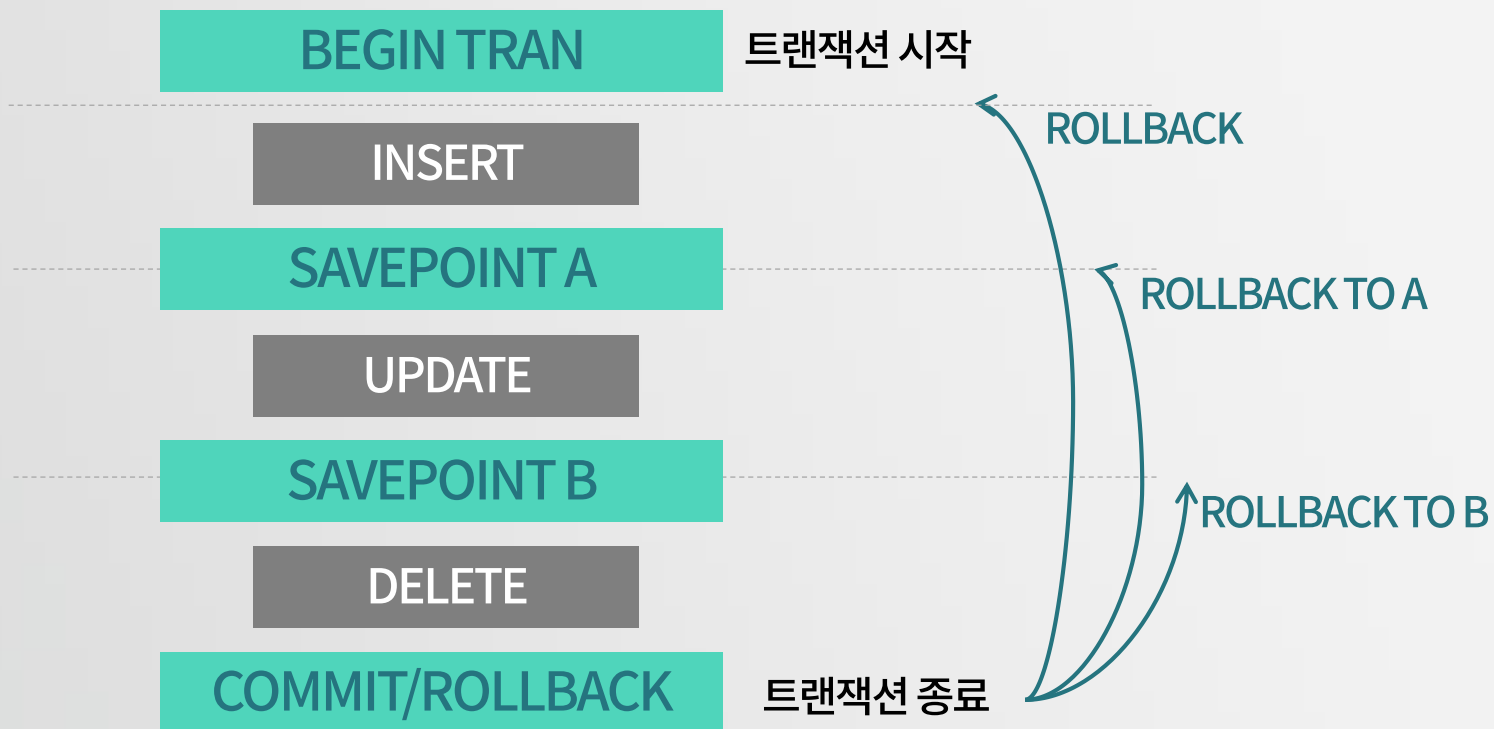 BEGIN TRAN
트랜잭션 시작
ROLLBACK
INSERT
SAVEPOINT A
ROLLBACK TO A
UPDATE
SAVEPOINT B
ROLLBACK TO B
DELETE
COMMIT/ROLLBACK
트랜잭션 종료